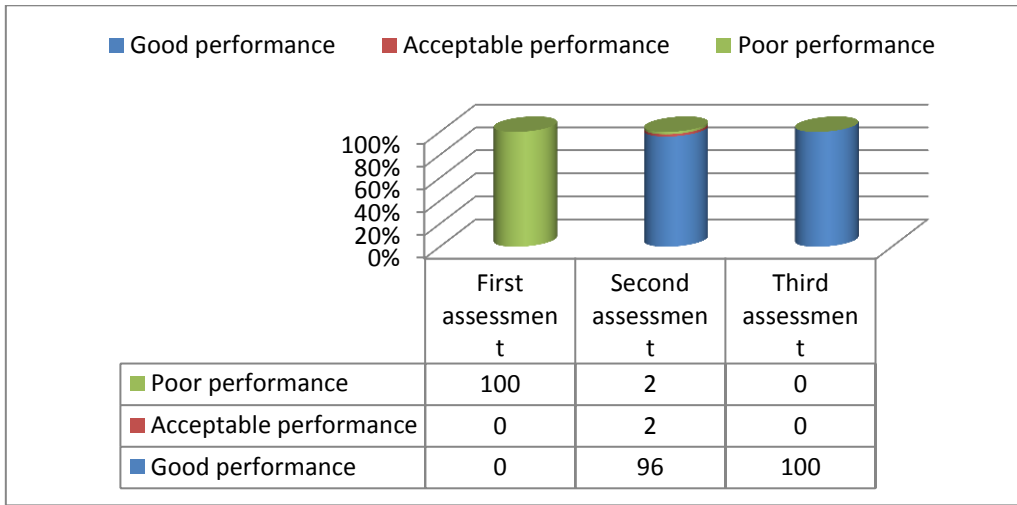 Good performance Acceptable performance Poor performance
100%
80%
60%
40%
20%
0%
First Second Third
assessmen assessmen assessmen
t t t
Poor performance 100 2 0
Acceptable performance 0 2 0
Good performance 0 96 100